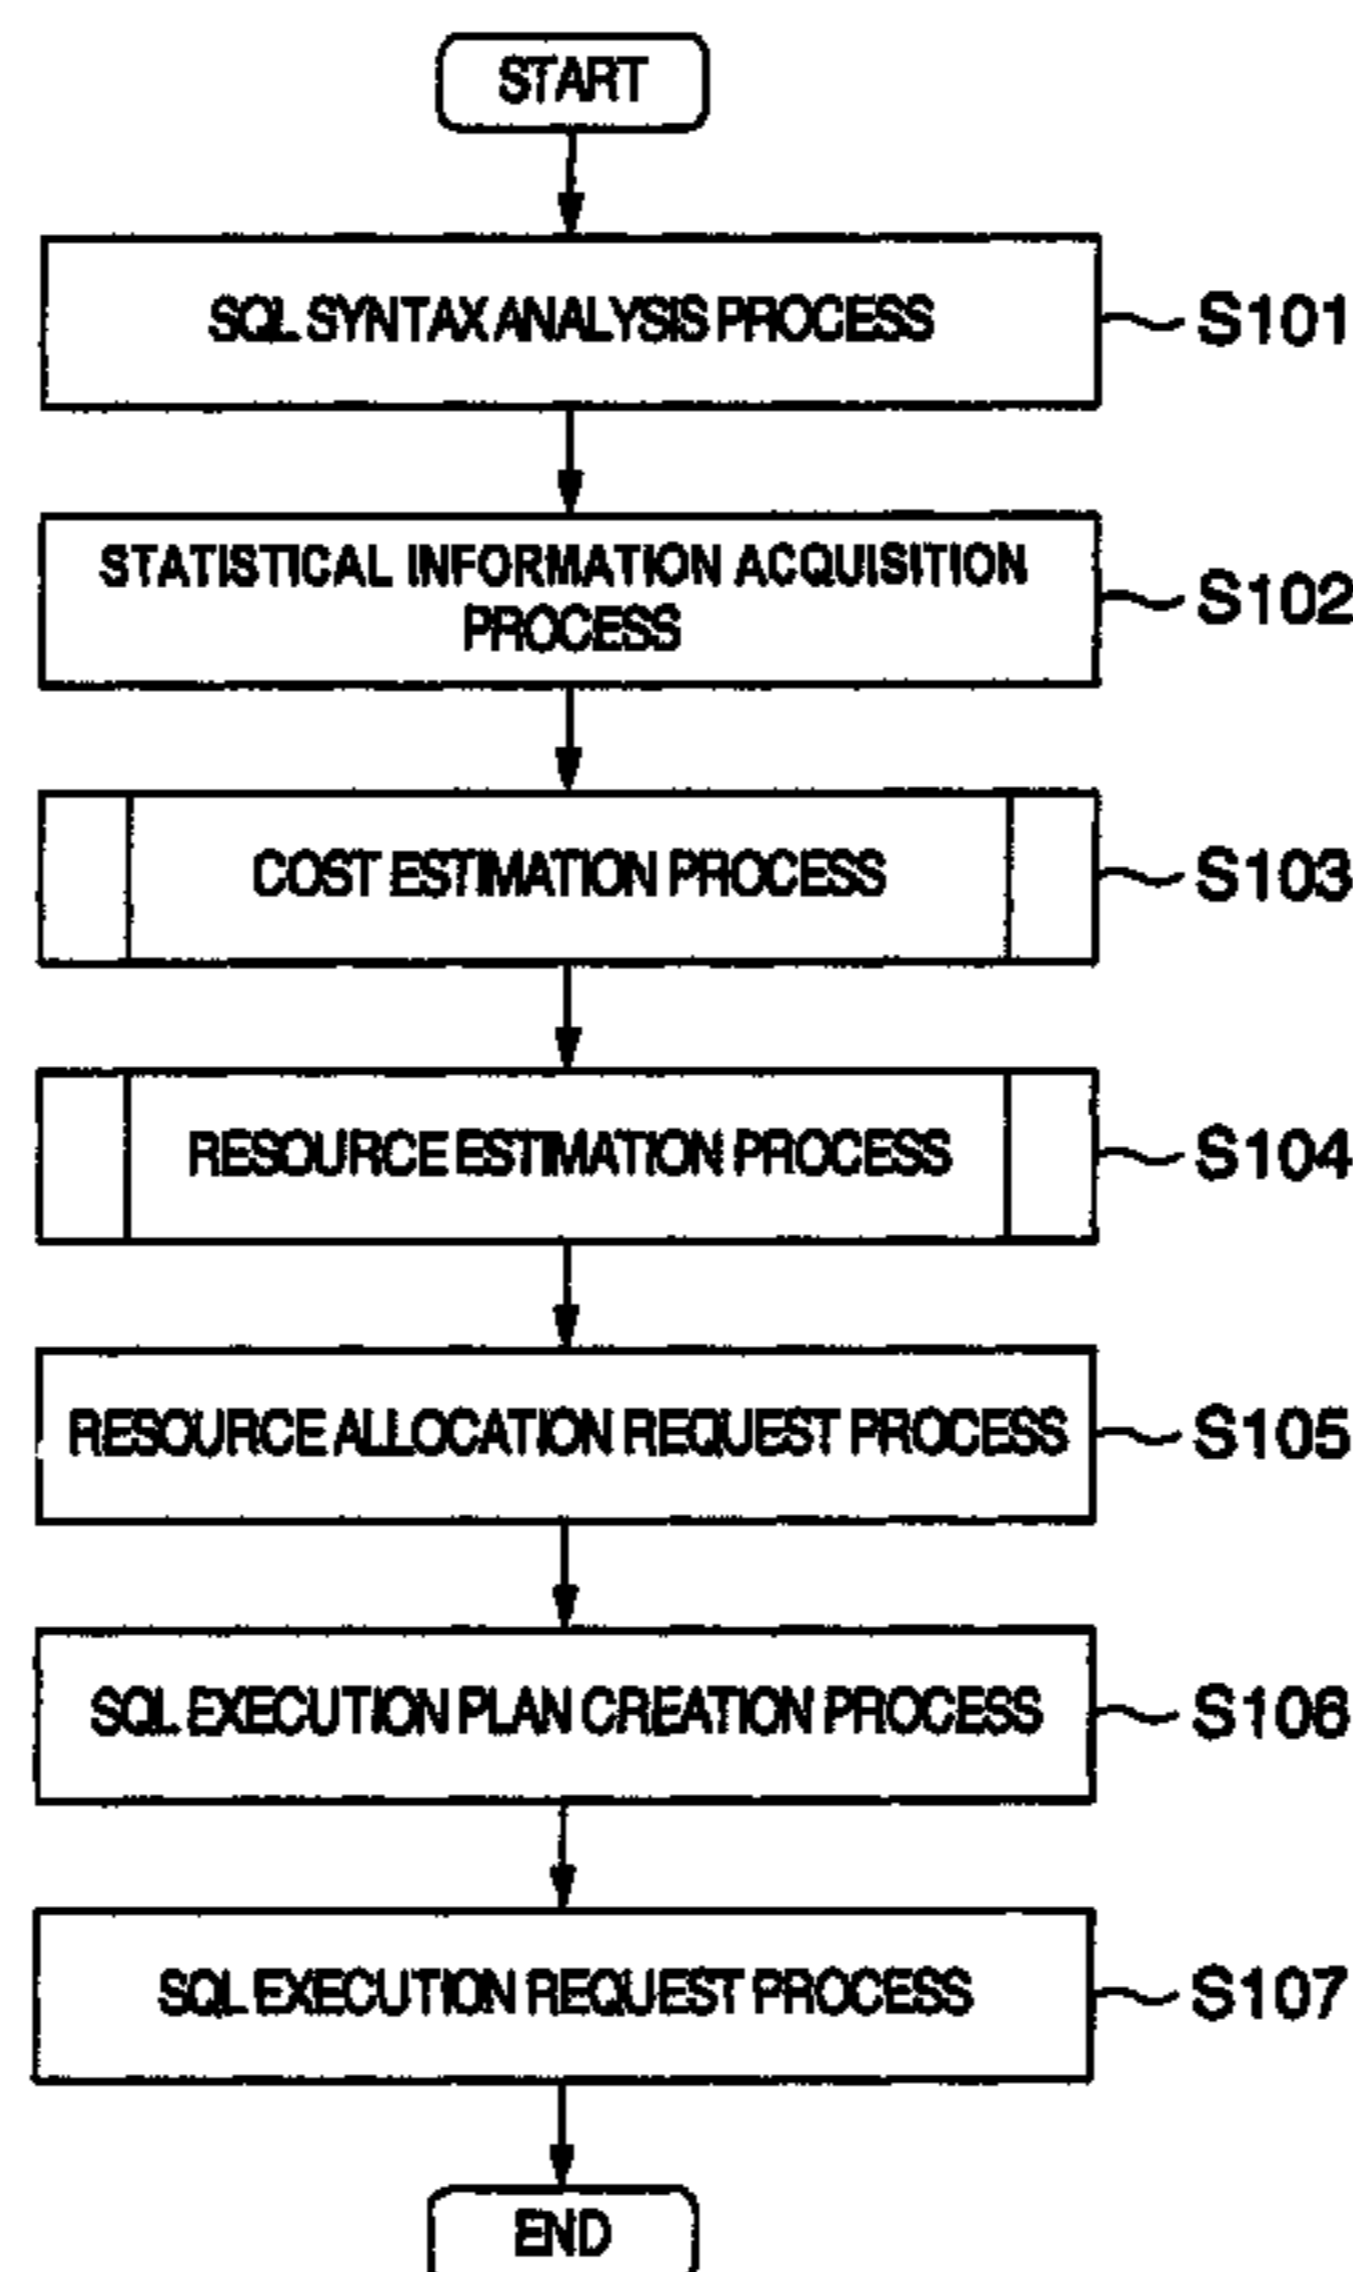 START
SQL SYNTAX ANALYSIS PROCESS
S101
STATISTICAL INFORMATION ACQUISITION
PROCESS
S102
COST ESTIMATION PROCESS
S103
RESOURCE ESTIMATION PROCESS
S104
RESOURCE ALLOCATION REQUEST PROCESS
S105
SQL EXECUTION PLAN CREATION PROCESS
S106
SQL EXECUTION REQUEST PROCESS
S107
END